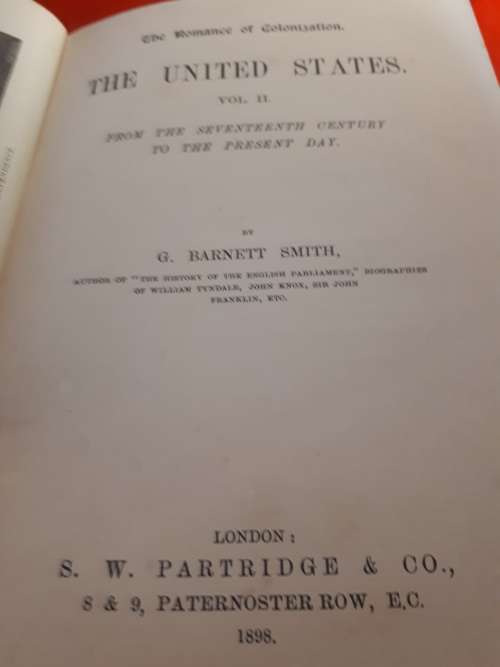 The Romance of Colonization.
THE UNITED STATES.
VOL. II.
FROM THE SEVENTEENTH CENTURY
TO THE PRESENT DAY.
BY
G. BARNETT SMITH,
AUTHOR OF "THE HISTORY OF THE ENGLISH PARLIAMENT," BIOGRAPHIES
OF WILLIAM TYNDALE, JOHN KNOX, SIR JOHN
FRANKLIN, ETC.
LONDON:
S. W. PARTRIDGE & CO.,
8 & 9, PATERNOSTER ROW, E.C.
1898.